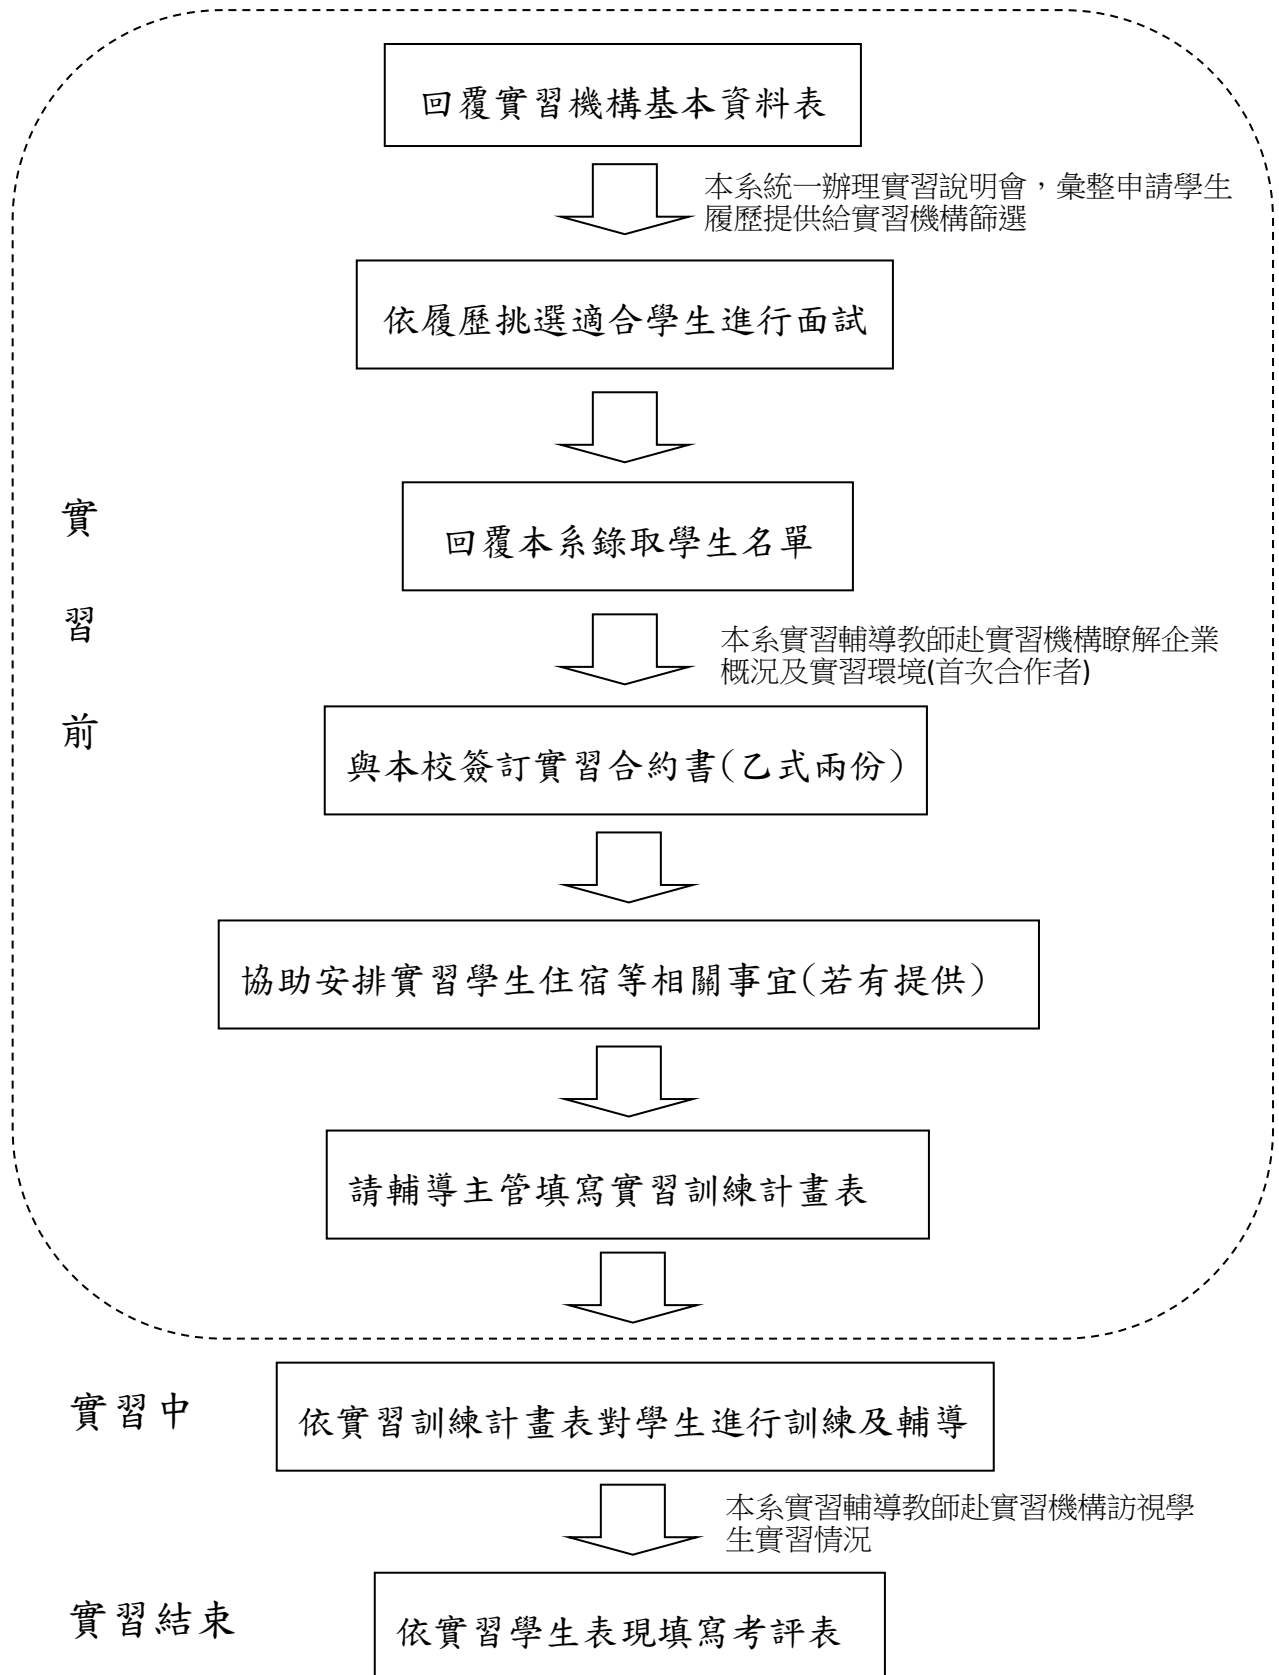 回覆實習機構基本資料表
本系統一辦理實習說明會，彙整申請學生
履歷提供給實習機構篩選
依履歷挑選適合學生進行面試
回覆本系錄取學生名單
本系實習輔導教師赴實習機構瞭解企業
概況及實習環境(首次合作者)
實
習
前
與本校簽訂實習合約書(乙式兩份)
協助安排實習學生住宿等相關事宜(若有提供)
請輔導主管填寫實習訓練計畫表
實習中
依實習訓練計畫表對學生進行訓練及輔導
本系實習輔導教師赴實習機構訪視學
生實習情況
實習結束
依實習學生表現填寫考評表